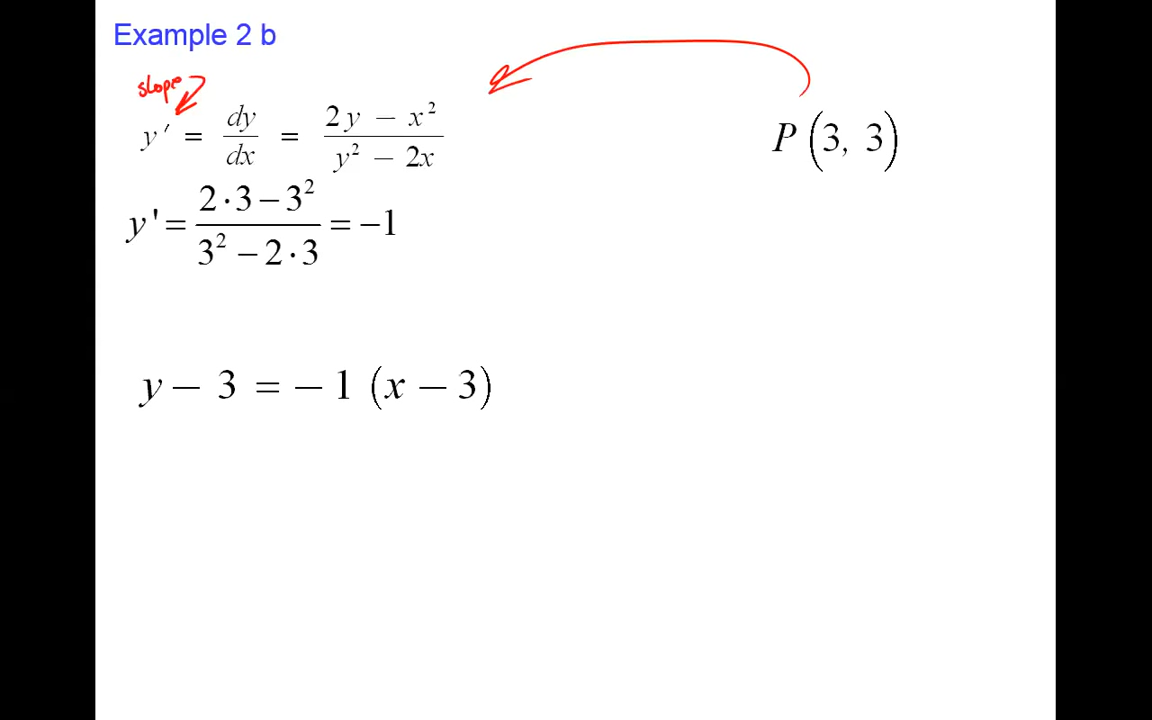 Example 2 b
slope
y′ = dy/dx = (2y − x²)/(y² − 2x)
P(3, 3)
y' = (2·3 − 3²)/(3² − 2·3) = −1
y − 3 = − 1 (x − 3)